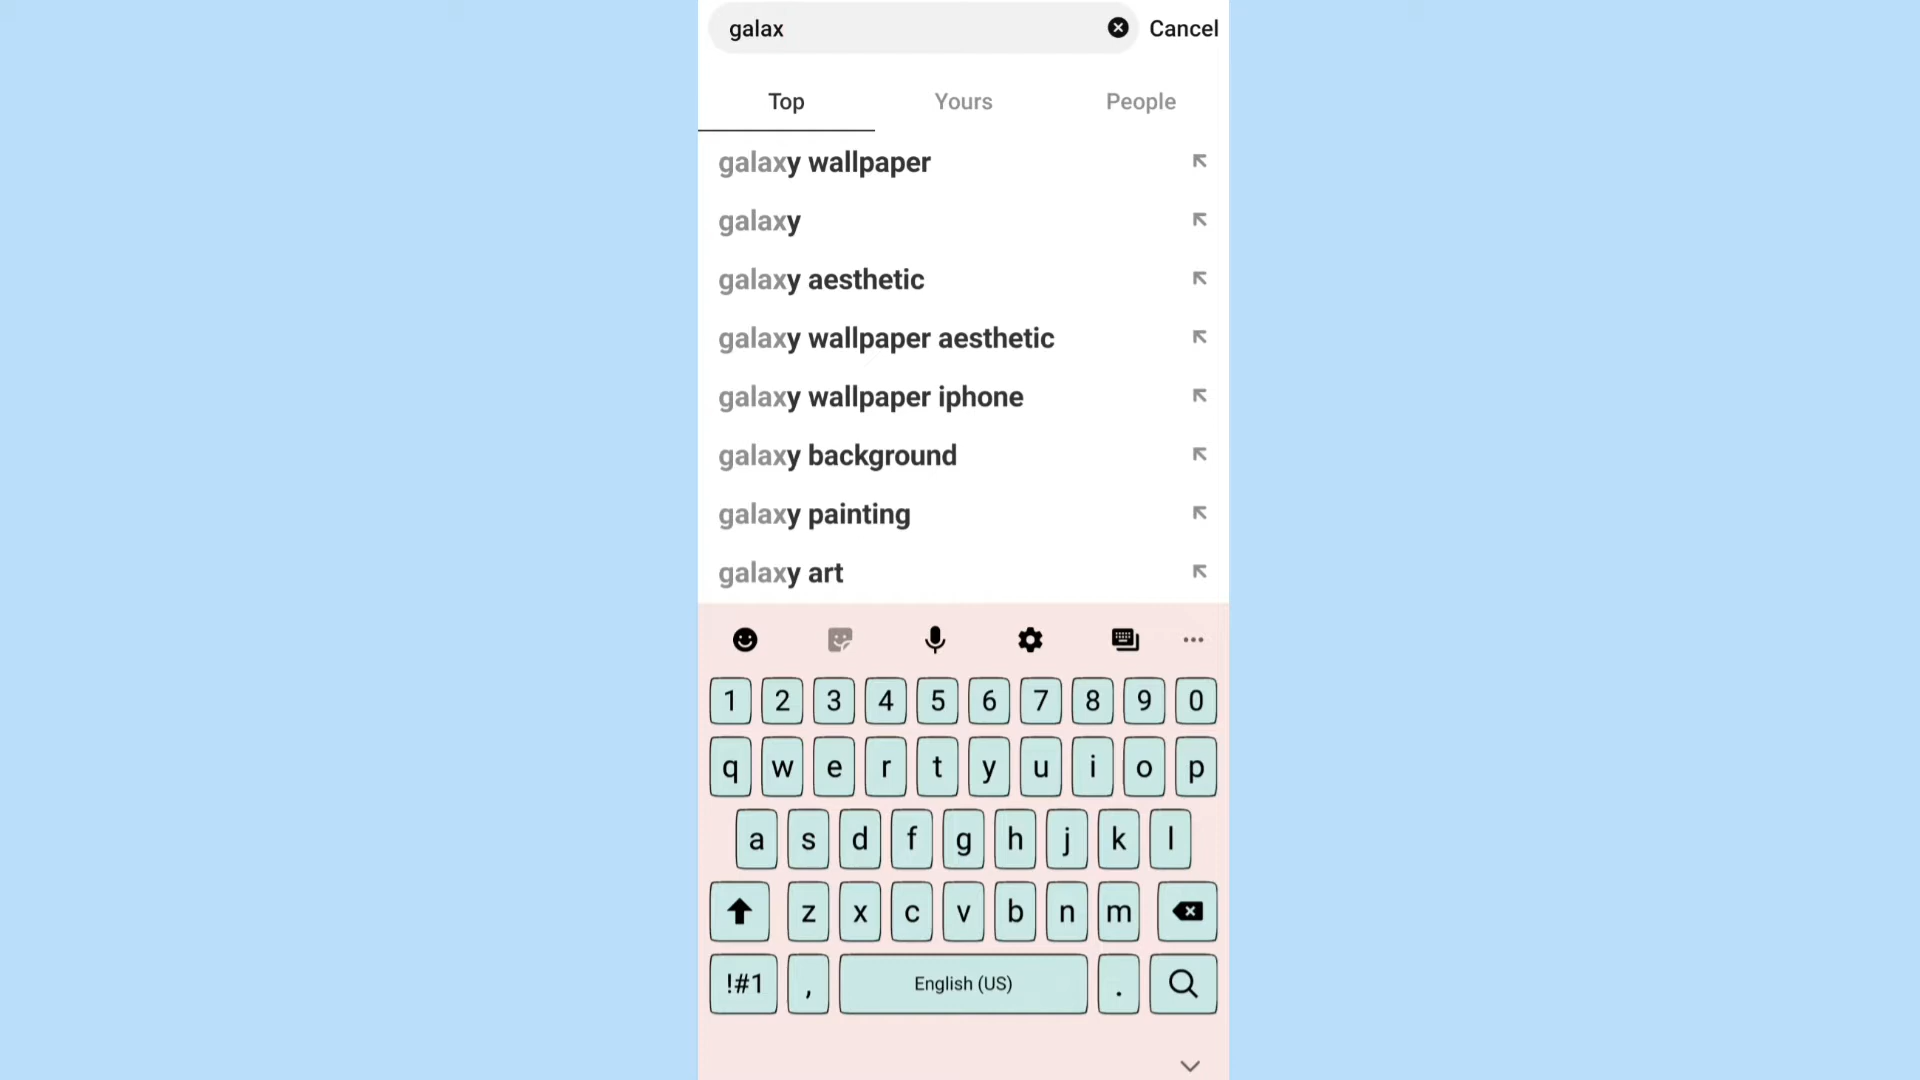 galax
Cancel
Top Yours People
galaxy wallpaper
galaxy
galaxy aesthetic
galaxy wallpaper aesthetic
galaxy wallpaper iphone
galaxy background
galaxy painting
galaxy art
1 2 3 4 5 6 7 8 9 0
q w e r t y u i o p
a s d f g h j k l
z x c v b n m
!#1 , English (US) .